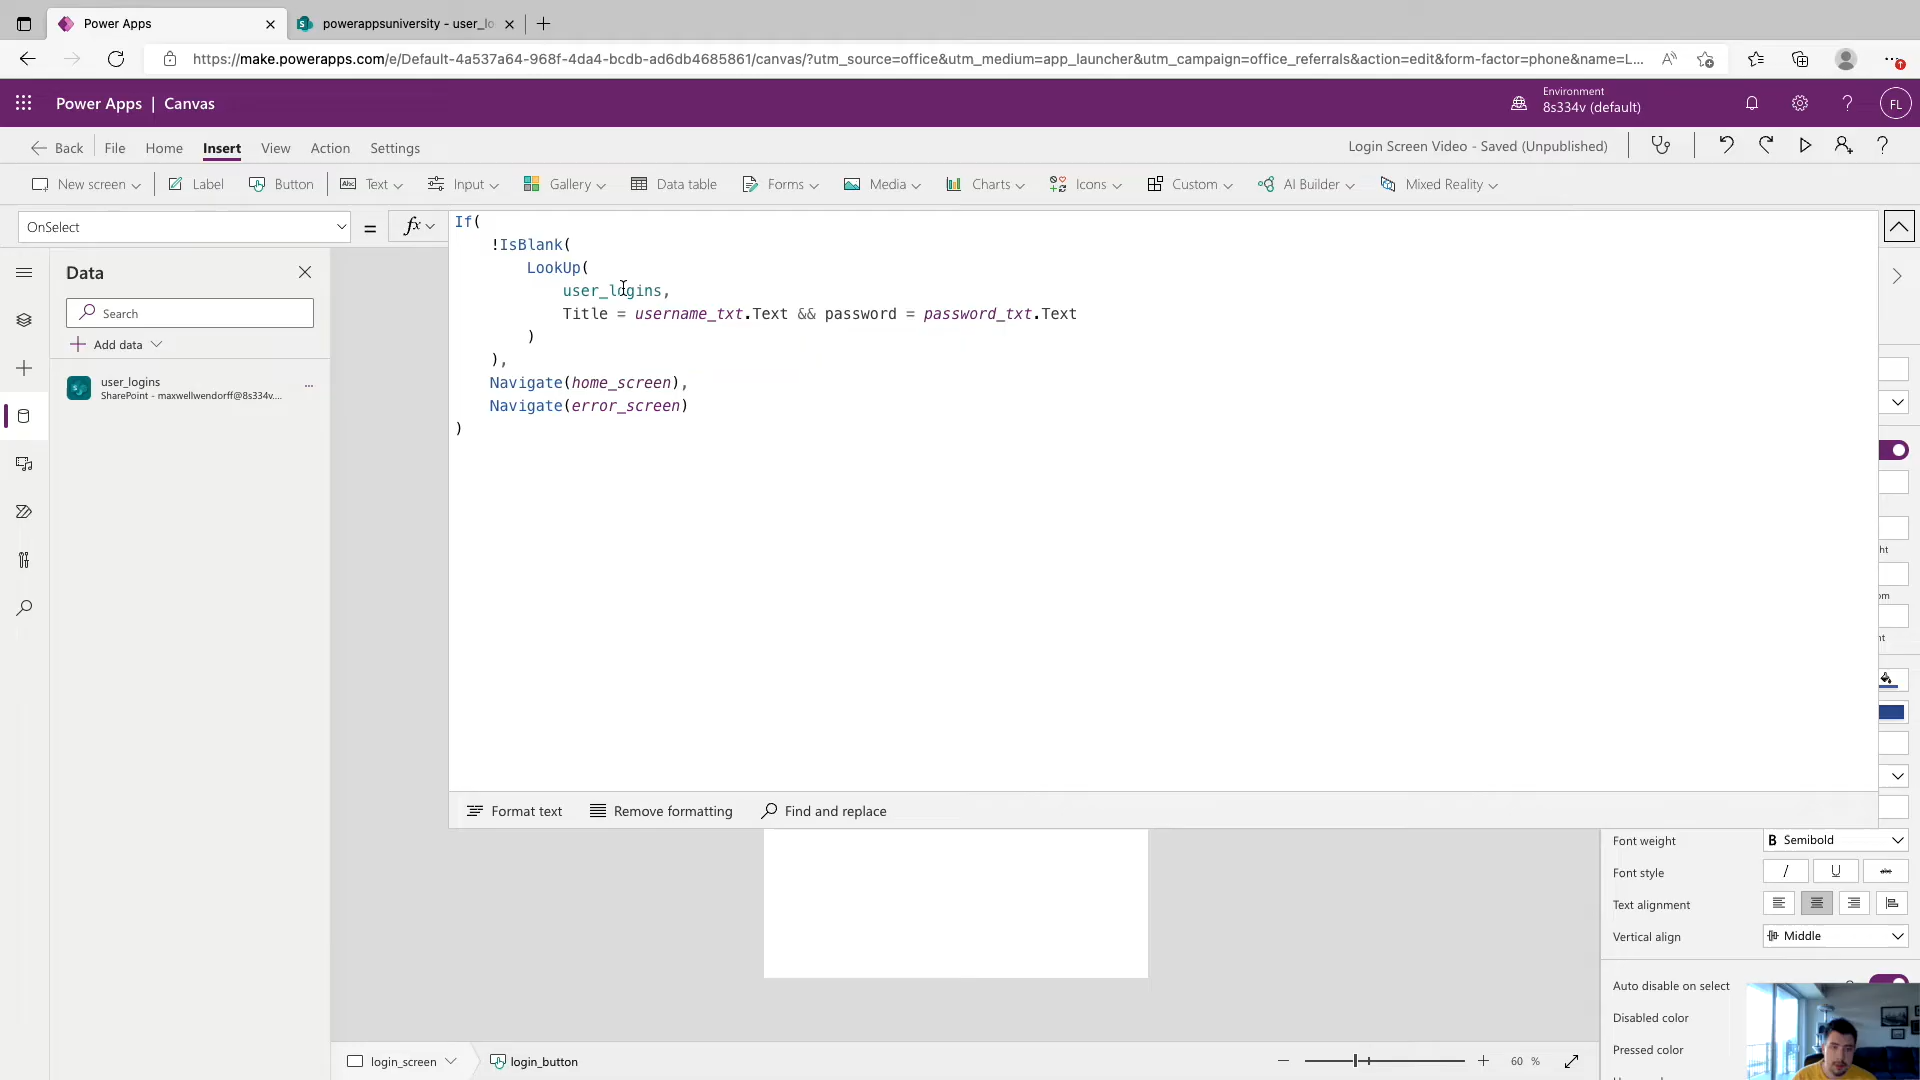 Power Apps
powerappsuniversity - user_lo
https://make.powerapps.com/e/Default-4a537a64-968f-4da4-bcdb-ad6db4685861/canvas/?utm_source=office&utm_medium=app_launcher&utm_campaign=office_referrals&action=edit&form-factor=phone&name=L...
Power Apps | Canvas
Environment
8s334v (default)
FL
Back
File
Home
Insert
View
Action
Settings
Login Screen Video - Saved (Unpublished)
New screen
Label
Button
Text
Input
Gallery
Data table
Forms
Media
Charts
Icons
Custom
AI Builder
Mixed Reality
OnSelect
=
fx
If(
!IsBlank(
LookUp(
user_logins,
Title = username_txt.Text && password = password_txt.Text
)
),
Navigate(home_screen),
Navigate(error_screen)
)
Data
Search
Add data
user_logins
SharePoint - maxwellwendorff@8s334v....
Format text
Remove formatting
Find and replace
ht
om
ht
Font weight
B Semibold
Font style
/ U abc
Text alignment
Vertical align
Middle
Auto disable on select
Disabled color
Pressed color
login_screen
login_button
60 %